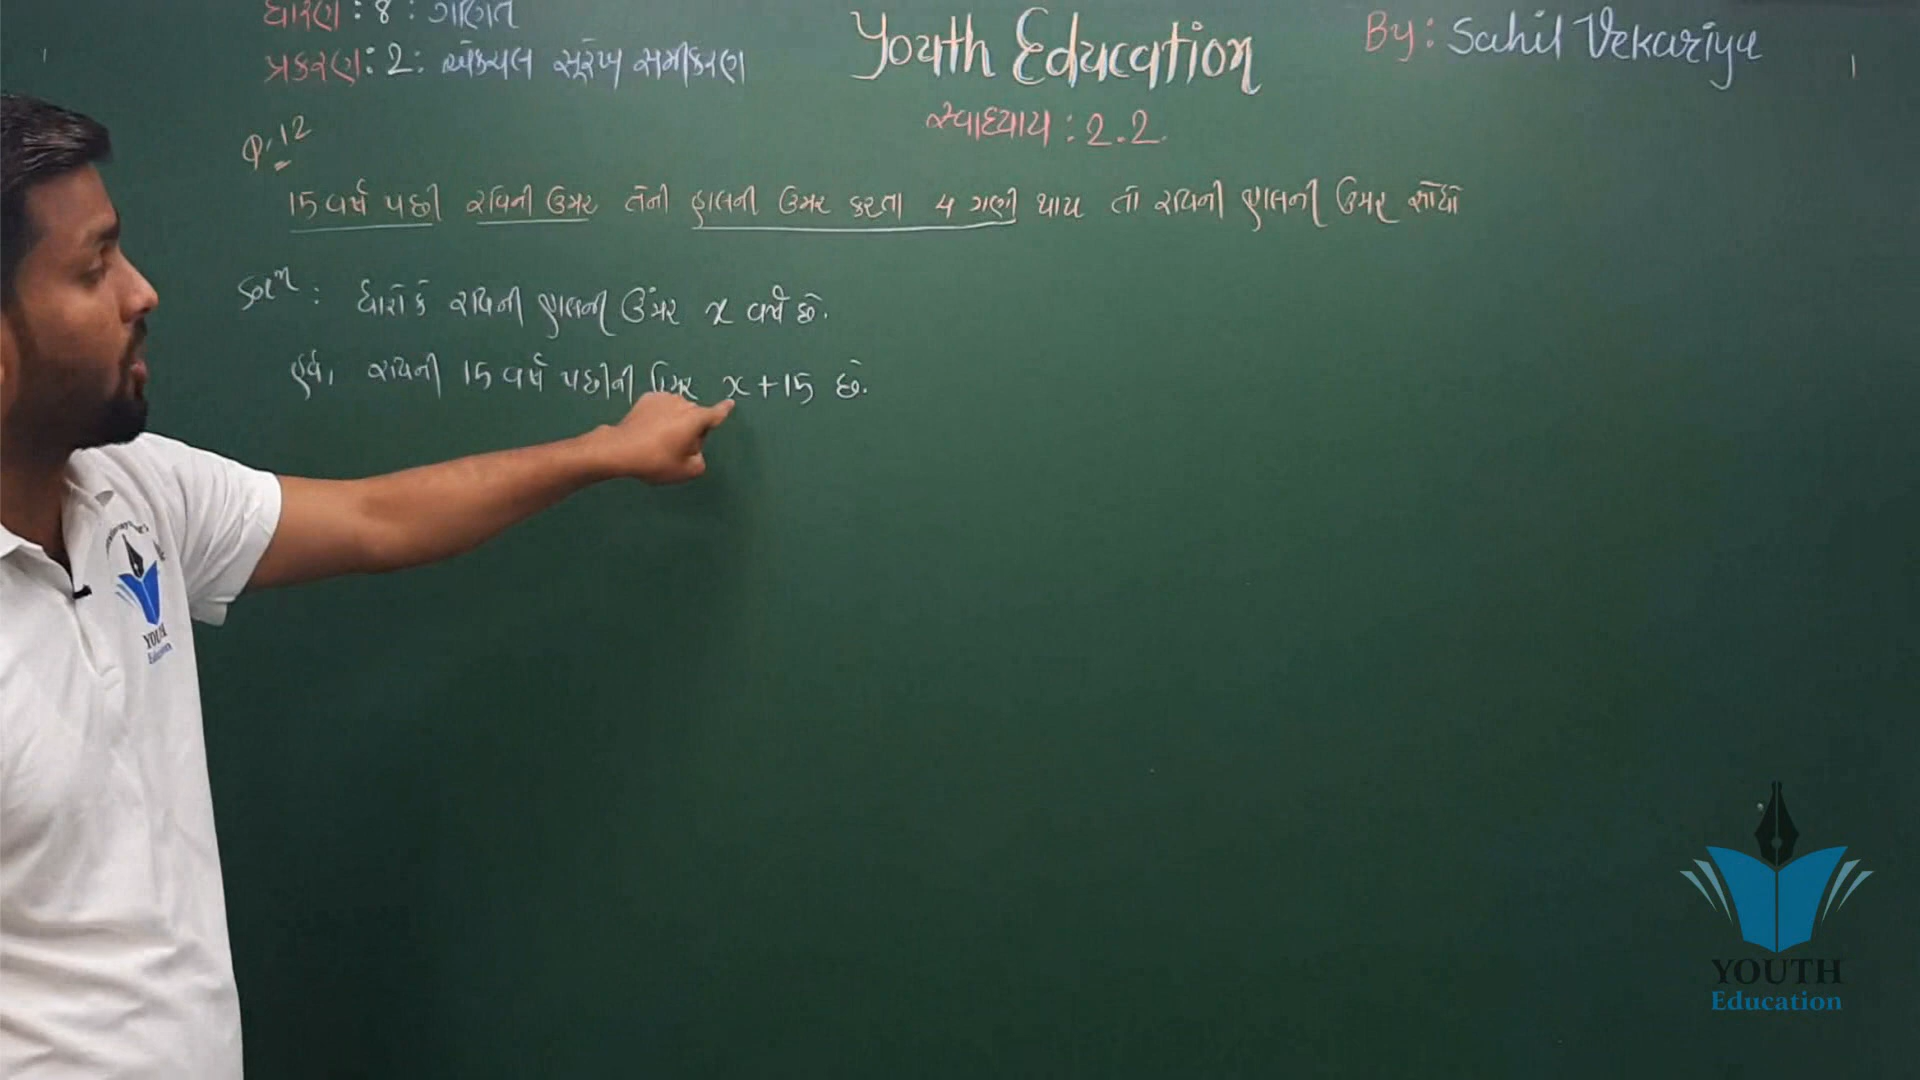 ધોરણ : 8 : ગણિત
પ્રકરણ : 2 : એકચલ સુરેખ સમીકરણ
Youth Education
By : Sahil Vekariya
સ્વાધ્યાય : 2.2
Q.12
15 વર્ષ પછી રવિની ઉંમર તેની હાલની ઉંમર કરતા 4 ગણી થાય તો રવિની હાલની ઉંમર શોધો
Solⁿ : ધારોકે રવિની હાલની ઉંમર x વર્ષ છે.
હવે, રવિની 15 વર્ષ પછીની ઉંમર x + 15 છે.
YOUTH
Education
YOUTH
Education